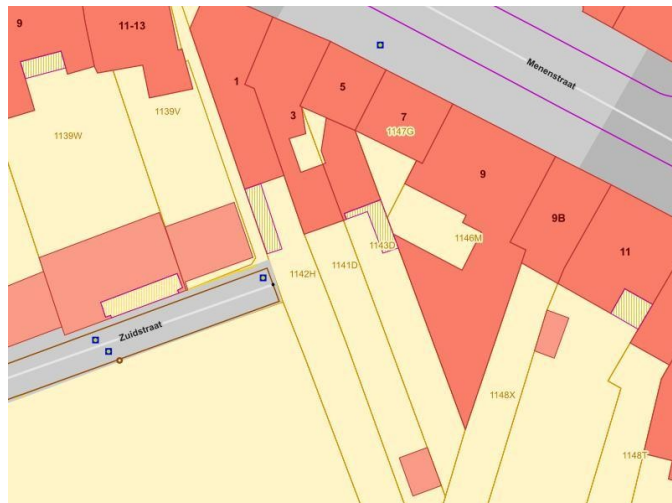 9
11-13
1
3
5
7
9
9B
11
Menenstraat
Zuidstraat
1139W
1139V
1147G
1146M
1143D
1141D
1142H
1148X
1148T